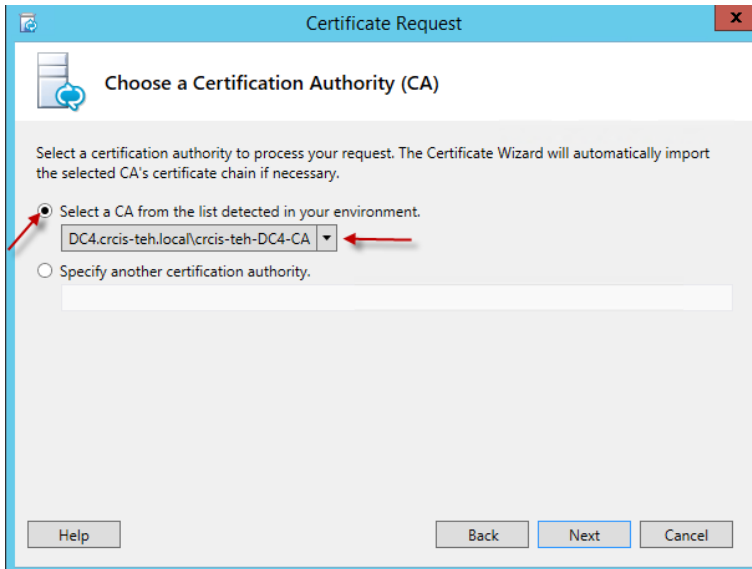 Certificate Request
x
Choose a Certification Authority (CA)
Select a certification authority to process your request. The Certificate Wizard will automatically import
the selected CA's certificate chain if necessary.
Select a CA from the list detected in your environment.
DC4.crcis-teh.local\crcis-teh-DC4-CA
Specify another certification authority.
Help Back Next Cancel